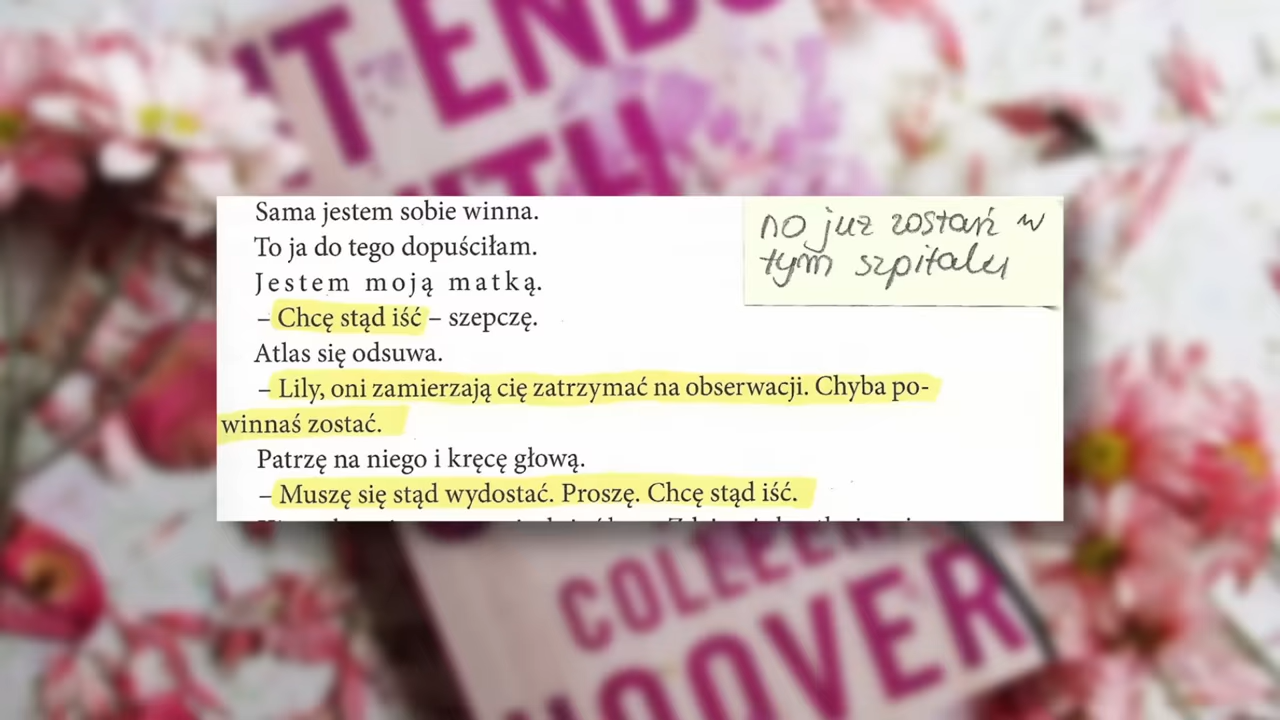 IT ENDS
WITH
Sama jestem sobie winna.
To ja do tego dopuściłam.
Jestem moją matką.
– Chcę stąd iść – szepczę.
Atlas się odsuwa.
– Lily, oni zamierzają cię zatrzymać na obserwacji. Chyba po-
winnaś zostać.
Patrzę na niego i kręcę głową.
– Muszę się stąd wydostać. Proszę. Chcę stąd iść.
no już zostań w
tym szpitalu
COLLEEN
HOOVER